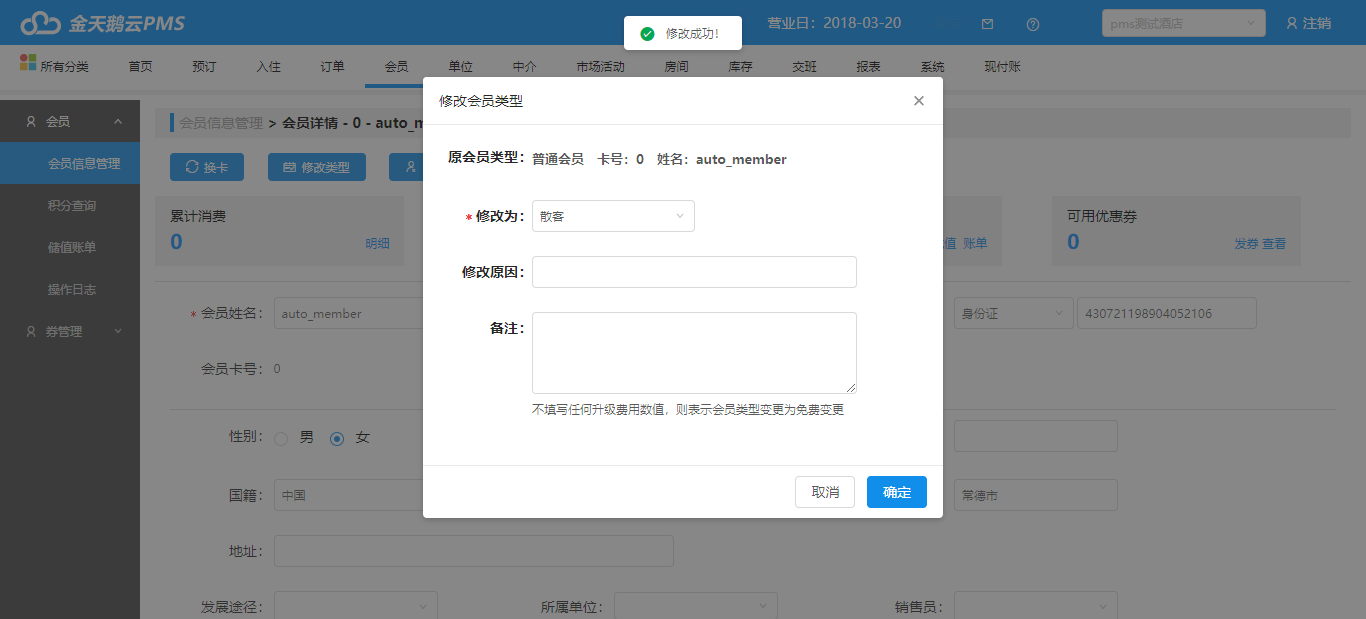 金天鹅云PMS
修改成功！
营业日：2018-03-20
pms测试酒店
注销
所有分类 首页 预订 入住 订单 会员 单位 中介 市场活动 房间 库存 交班 报表 系统 现付账
会员
会员信息管理
积分查询
储值账单
操作日志
券管理
会员信息管理 > 会员详情 - 0 - auto_m
换卡 修改类型
累计消费
0 明细
值 账单
可用优惠券
0 发券 查看
* 会员姓名： auto_member
身份证 430721198904052106
会员卡号： 0
性别： 男 女
国籍： 中国
常德市
地址：
发展途径： 所属单位： 销售员：
修改会员类型
原会员类型： 普通会员 卡号：0 姓名：auto_member
* 修改为： 散客
修改原因：
备注：
不填写任何升级费用数值，则表示会员类型变更为免费变更
取消 确定